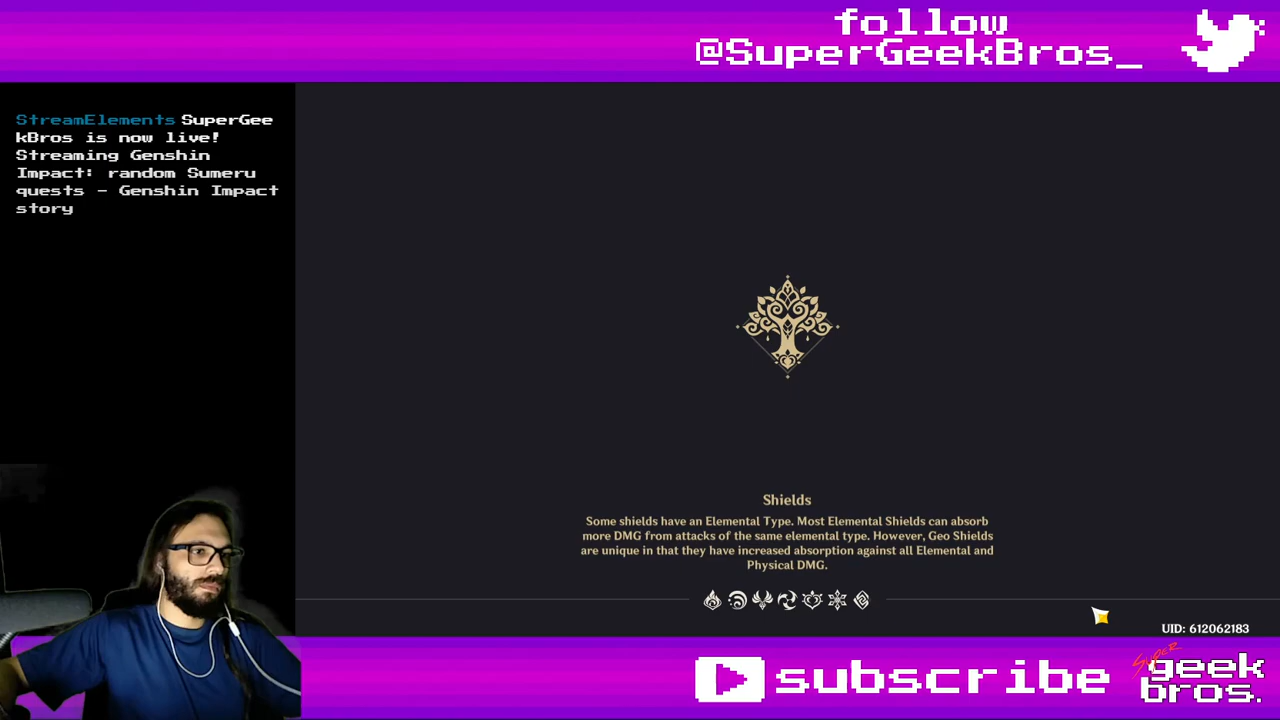 follow
@SuperGeekBros_
StreamElements SuperGee
kBros is now live!
Streaming Genshin
Impact: random Sumeru
quests - Genshin Impact
story
Shields
Some shields have an Elemental Type. Most Elemental Shields can absorb
more DMG from attacks of the same elemental type. However, Geo Shields
are unique in that they have increased absorption against all Elemental and
Physical DMG.
UID: 612062183
subscribe
super
geek
bros.